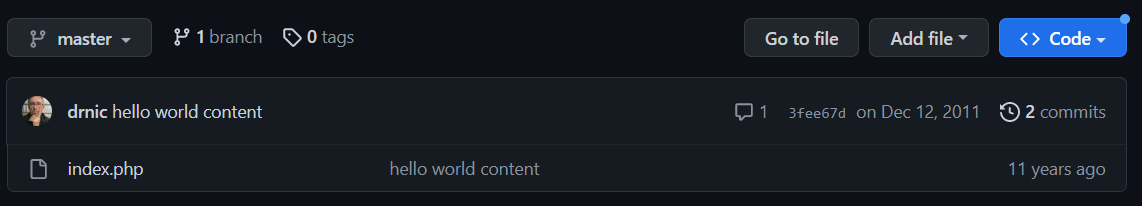 master 1 branch 0 tags Go to file Add file Code
drnic hello world content 1 3fee67d on Dec 12, 2011 2 commits
index.php hello world content 11 years ago